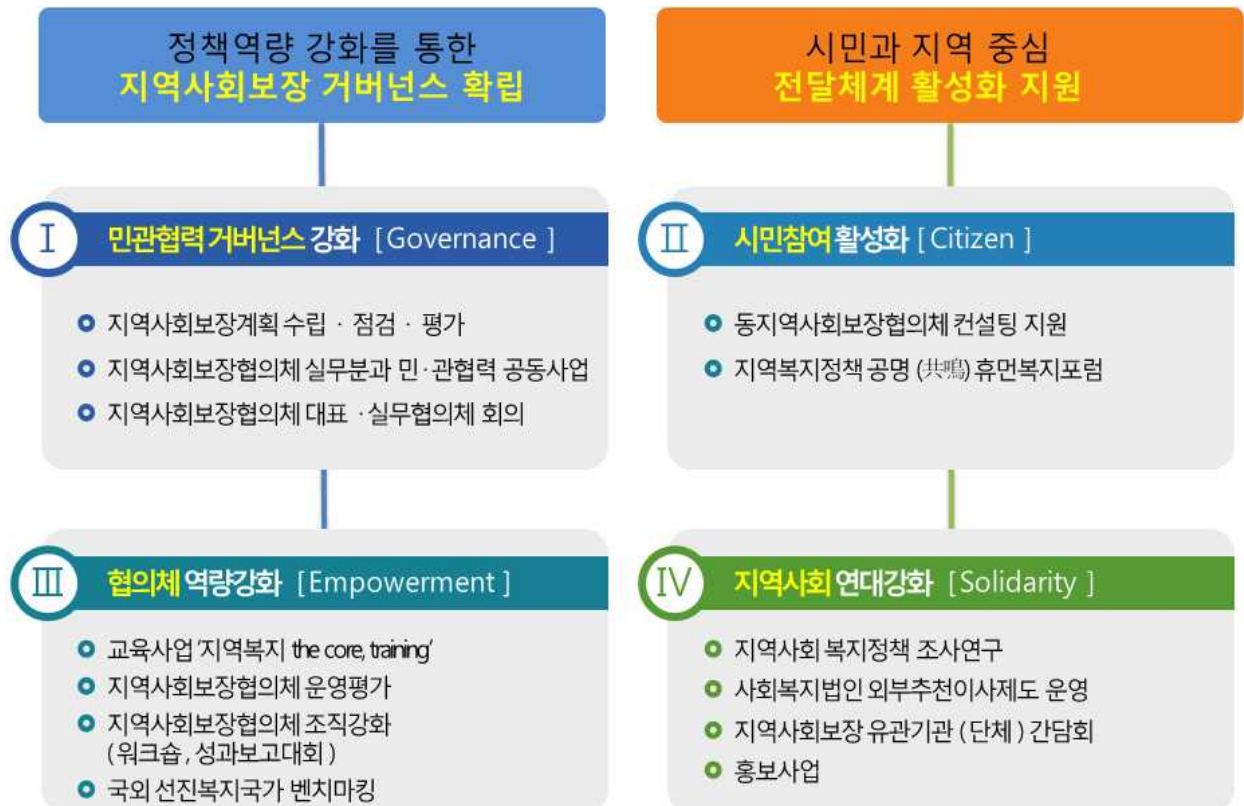 정책역량 강화를 통한
지역사회보장 거버넌스 확립
시민과 지역 중심
전달체계 활성화 지원
Ⅰ 민관협력 거버넌스 강화 [ Governance ]
지역사회보장계획 수립 · 점검 · 평가
지역사회보장협의체 실무분과 민·관협력 공동사업
지역사회보장협의체 대표 ·실무협의체 회의
Ⅱ 시민참여 활성화 [ Citizen ]
동지역사회보장협의체 컨설팅 지원
지역복지정책 공명 (共鳴) 휴먼복지포럼
Ⅲ 협의체 역량강화 [ Empowerment ]
교육사업 '지역복지 the core, training'
지역사회보장협의체 운영평가
지역사회보장협의체 조직강화
( 워크숍 , 성과보고대회 )
국외 선진복지국가 벤치마킹
Ⅳ 지역사회 연대강화 [ Solidarity ]
지역사회 복지정책 조사연구
사회복지법인 외부추천이사제도 운영
지역사회보장 유관기관 ( 단체 ) 간담회
홍보사업